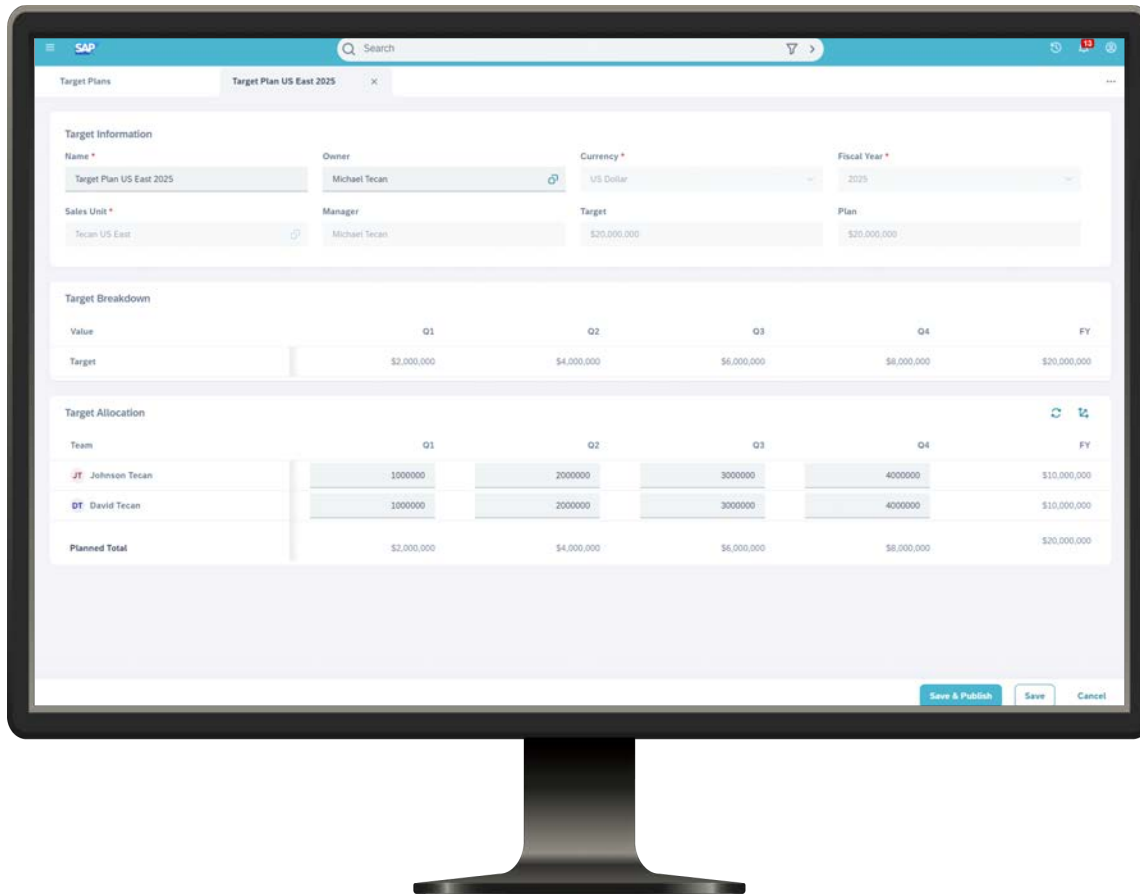 SAP
Search
13
Target Plans
Target Plan US East 2025
Target Information
Name * Owner Currency * Fiscal Year *
Target Plan US East 2025 Michael Tecan US Dollar 2025
Sales Unit * Manager Target Plan
Tecan US East Michael Tecan $20,000,000 $20,000,000
Target Breakdown
Value Q1 Q2 Q3 Q4 FY
Target $2,000,000 $4,000,000 $6,000,000 $8,000,000 $20,000,000
Target Allocation
Team Q1 Q2 Q3 Q4 FY
JT Johnson Tecan 1000000 2000000 3000000 4000000 $10,000,000
DT David Tecan 1000000 2000000 3000000 4000000 $10,000,000
Planned Total $2,000,000 $4,000,000 $6,000,000 $8,000,000 $20,000,000
Save & Publish Save Cancel